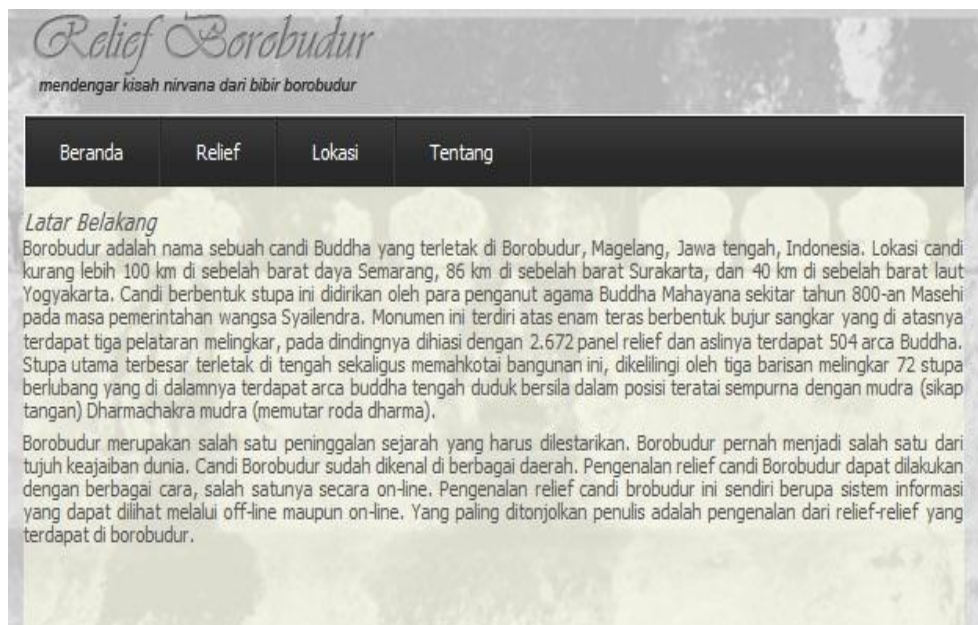 Relief Borobudur
mendengar kisah nirvana dari bibir borobudur
Beranda Relief Lokasi Tentang
Latar Belakang
Borobudur adalah nama sebuah candi Buddha yang terletak di Borobudur, Magelang, Jawa tengah, Indonesia. Lokasi candi
kurang lebih 100 km di sebelah barat daya Semarang, 86 km di sebelah barat Surakarta, dan 40 km di sebelah barat laut
Yogyakarta. Candi berbentuk stupa ini didirikan oleh para penganut agama Buddha Mahayana sekitar tahun 800-an Masehi
pada masa pemerintahan wangsa Syailendra. Monumen ini terdiri atas enam teras berbentuk bujur sangkar yang di atasnya
terdapat tiga pelataran melingkar, pada dindingnya dihiasi dengan 2.672 panel relief dan aslinya terdapat 504 arca Buddha.
Stupa utama terbesar terletak di tengah sekaligus memahkotai bangunan ini, dikelilingi oleh tiga barisan melingkar 72 stupa
berlubang yang di dalamnya terdapat arca buddha tengah duduk bersila dalam posisi teratai sempurna dengan mudra (sikap
tangan) Dharmachakra mudra (memutar roda dharma).
Borobudur merupakan salah satu peninggalan sejarah yang harus dilestarikan. Borobudur pernah menjadi salah satu dari
tujuh keajaiban dunia. Candi Borobudur sudah dikenal di berbagai daerah. Pengenalan relief candi Borobudur dapat dilakukan
dengan berbagai cara, salah satunya secara on-line. Pengenalan relief candi brobudur ini sendiri berupa sistem informasi
yang dapat dilihat melalui off-line maupun on-line. Yang paling ditonjolkan penulis adalah pengenalan dari relief-relief yang
terdapat di borobudur.